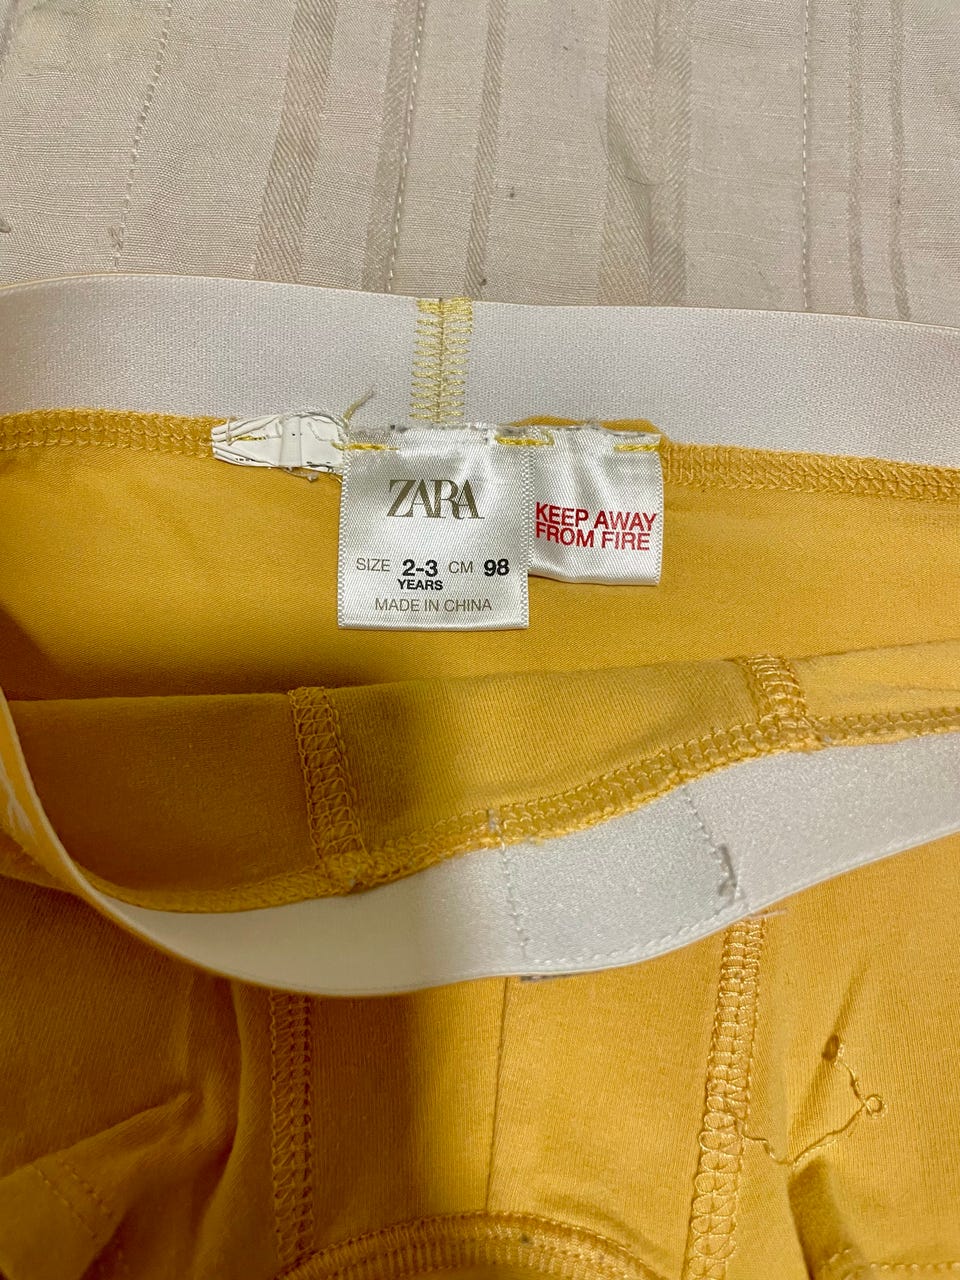 ZARA
SIZE 2-3 CM 98
YEARS
MADE IN CHINA
KEEP AWAY
FROM FIRE